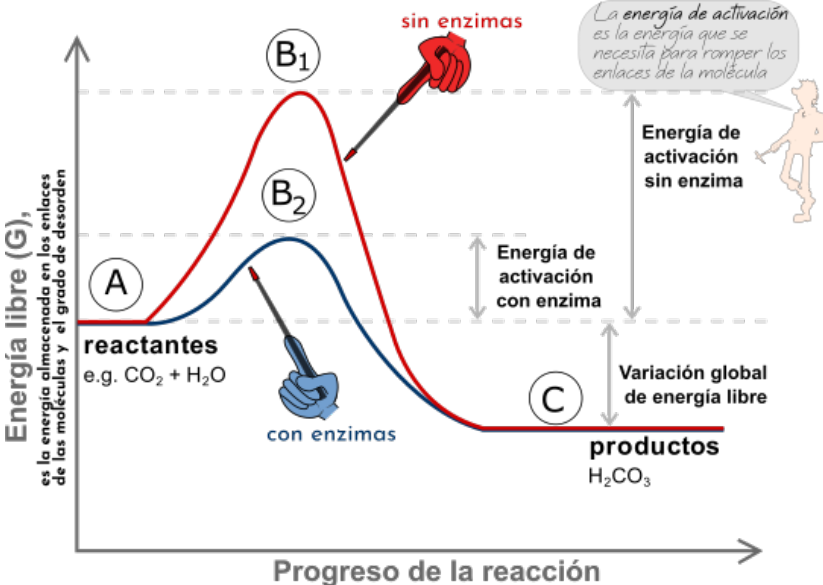 La energía de activación
es la energía que se
necesita para romper los
enlaces de la molécula
sin enzimas
B1
Energía de
activación
sin enzima
B2
Energía de
activación
con enzima
A
reactantes
e.g. CO₂ + H₂O
Variación global
de energía libre
C
con enzimas
productos
H₂CO₃
Energía libre (G),
es la energía almacenada en los enlaces
de las moléculas y el grado de desorden
Progreso de la reacción